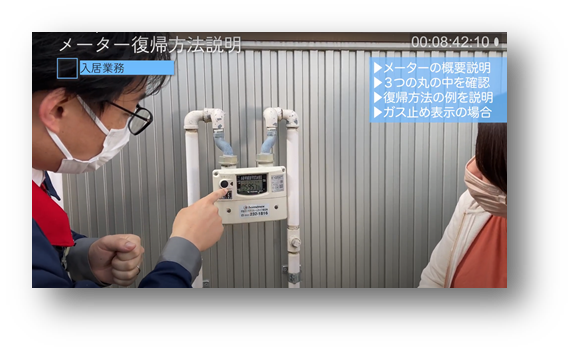 メーター復帰方法説明
00:08:42:10
入居業務
▶メーターの概要説明
▶3つの丸の中を確認
▶復帰方法の例を説明
▶ガス止め表示の場合